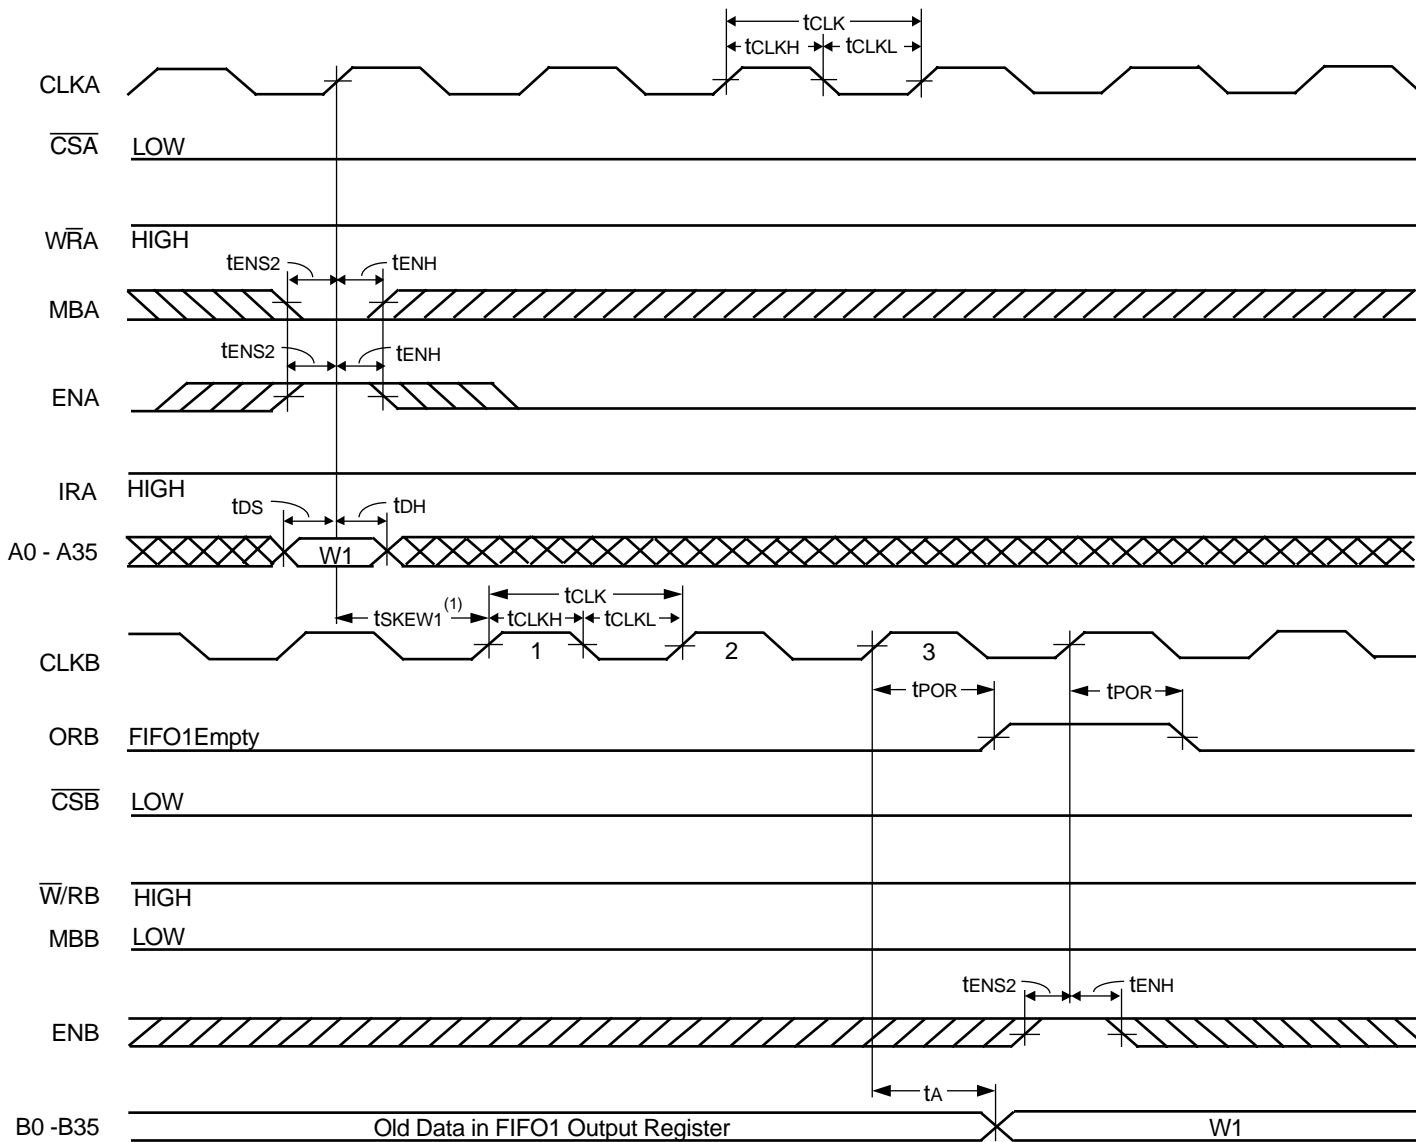 tCLK
tCLKH tCLKL
CLKA
CSA LOW
WRA HIGH
tENS2 tENH
MBA
tENS2 tENH
ENA
IRA HIGH
tDS tDH
A0 - A35 W1
tCLK
tSKEW1(1) tCLKH tCLKL
CLKB 1 2 3
tPOR tPOR
ORB FIFO1Empty
CSB LOW
W/RB HIGH
MBB LOW
tENS2 tENH
ENB
tA
B0 -B35 Old Data in FIFO1 Output Register W1